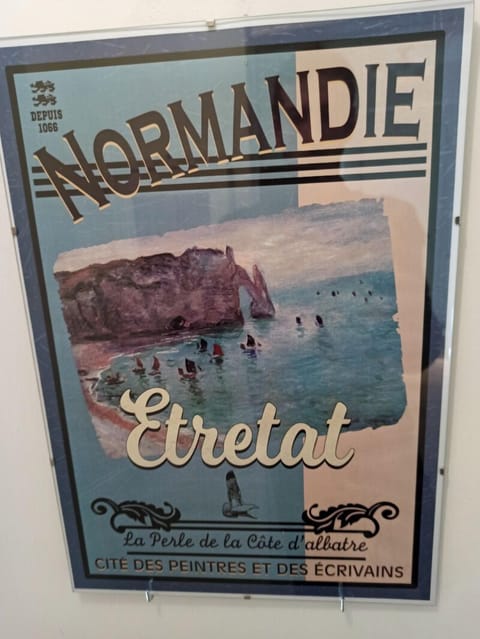 DEPUIS
1066
NORMANDIE
Etretat
La Perle de la Côte d'albatre
CITÉ DES PEINTRES ET DES ÉCRIVAINS